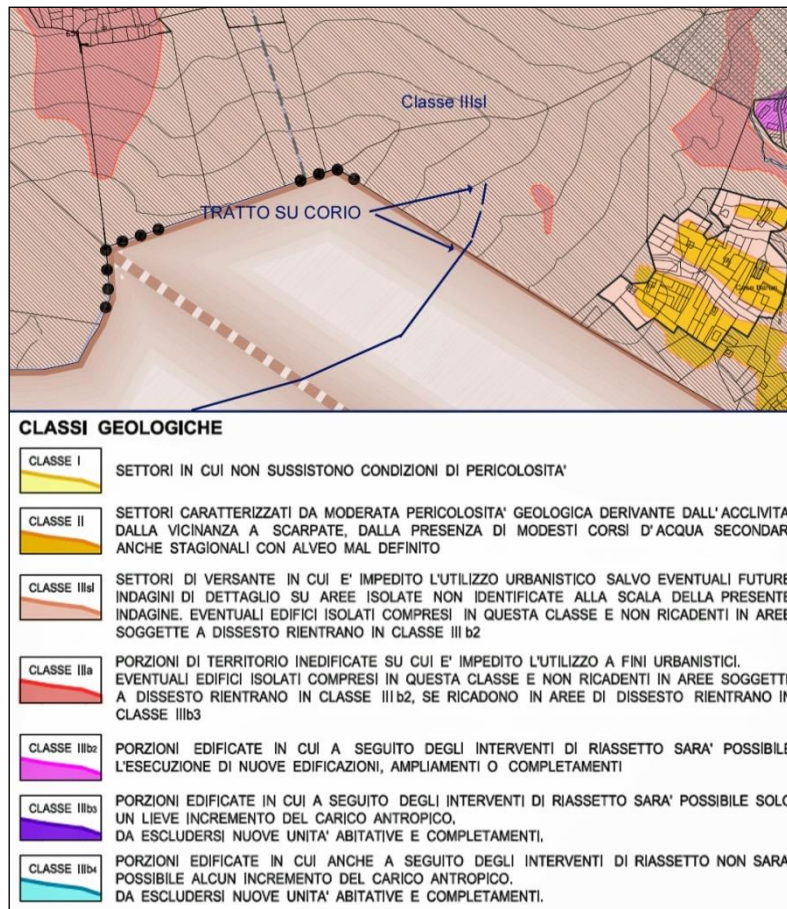 Classe IIIsl
TRATTO SU CORIO
CLASSI GEOLOGICHE
CLASSE I
SETTORI IN CUI NON SUSSISTONO CONDIZIONI DI PERICOLOSITA'
CLASSE II
SETTORI CARATTERIZZATI DA MODERATA PERICOLOSITA' GEOLOGICA DERIVANTE DALL'ACCLIVITA
DALLA VICINANZA A SCARPATE, DALLA PRESENZA DI MODESTI CORSI D'ACQUA SECONDAR
ANCHE STAGIONALI CON ALVEO MAL DEFINITO
CLASSE IIIsl
SETTORI DI VERSANTE IN CUI E' IMPEDITO L'UTILIZZO URBANISTICO SALVO EVENTUALI FUTURE
INDAGINI DI DETTAGLIO SU AREE ISOLATE NON IDENTIFICATE ALLA SCALA DELLA PRESENTE
INDAGINE. EVENTUALI EDIFICI ISOLATI COMPRESI IN QUESTA CLASSE E NON RICADENTI IN AREE
SOGGETTE A DISSESTO RIENTRANO IN CLASSE III b2
CLASSE IIIa
PORZIONI DI TERRITORIO INEDIFICATE SU CUI E' IMPEDITO L'UTILIZZO A FINI URBANISTICI.
EVENTUALI EDIFICI ISOLATI COMPRESI IN QUESTA CLASSE E NON RICADENTI IN AREE SOGGETTE
A DISSESTO RIENTRANO IN CLASSE III b2, SE RICADONO IN AREE DI DISSESTO RIENTRANO IN
CLASSE IIIb3
CLASSE IIIb2
PORZIONI EDIFICATE IN CUI A SEGUITO DEGLI INTERVENTI DI RIASSETTO SARA' POSSIBILE
L'ESECUZIONE DI NUOVE EDIFICAZIONI, AMPLIAMENTI O COMPLETAMENTI
CLASSE IIIb3
PORZIONI EDIFICATE IN CUI A SEGUITO DEGLI INTERVENTI DI RIASSETTO SARA' POSSIBILE SOLO
UN LIEVE INCREMENTO DEL CARICO ANTROPICO.
DA ESCLUDERSI NUOVE UNITA' ABITATIVE E COMPLETAMENTI.
CLASSE IIIb4
PORZIONI EDIFICATE IN CUI ANCHE A SEGUITO DEGLI INTERVENTI DI RIASSETTO NON SARA
POSSIBILE ALCUN INCREMENTO DEL CARICO ANTROPICO.
DA ESCLUDERSI NUOVE UNITA' ABITATIVE E COMPLETAMENTI.